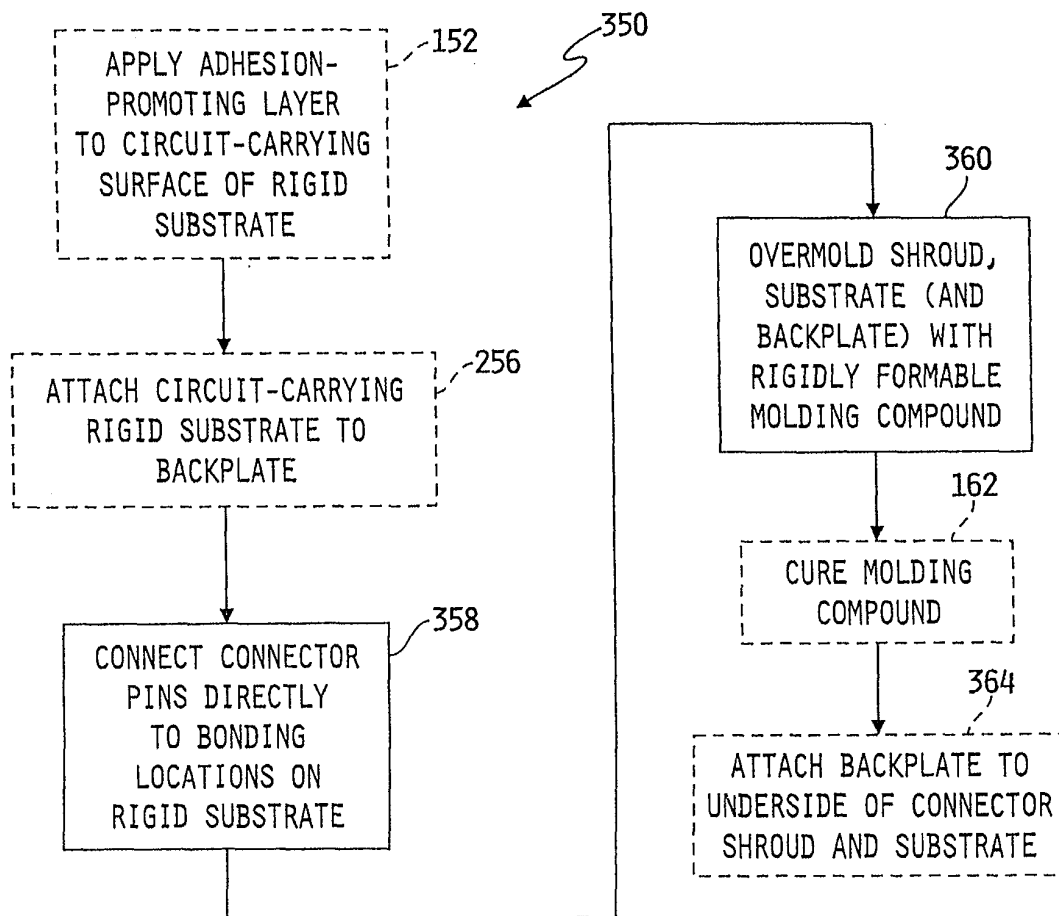 350
152
APPLY ADHESION-
PROMOTING LAYER
TO CIRCUIT-CARRYING
SURFACE OF RIGID
SUBSTRATE
256
ATTACH CIRCUIT-CARRYING
RIGID SUBSTRATE TO
BACKPLATE
358
CONNECT CONNECTOR
PINS DIRECTLY
TO BONDING
LOCATIONS ON
RIGID SUBSTRATE
360
OVERMOLD SHROUD,
SUBSTRATE (AND
BACKPLATE) WITH
RIGIDLY FORMABLE
MOLDING COMPOUND
162
CURE MOLDING
COMPOUND
364
ATTACH BACKPLATE TO
UNDERSIDE OF CONNECTOR
SHROUD AND SUBSTRATE